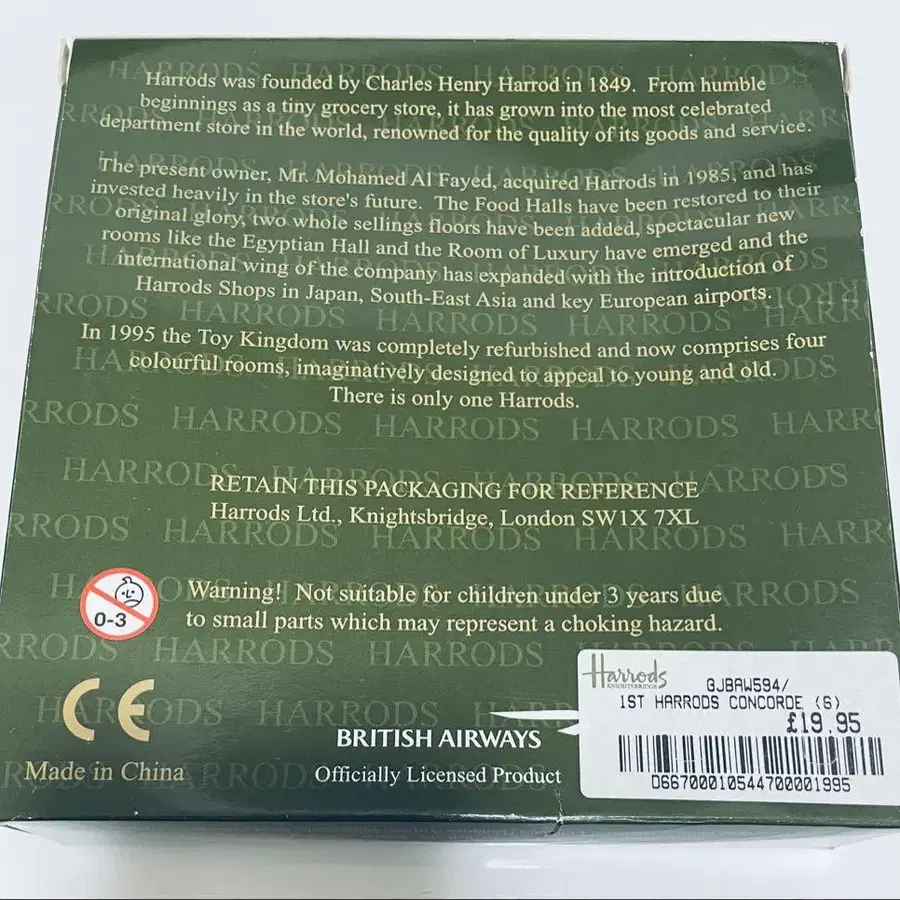 Harrods was founded by Charles Henry Harrod in 1849. From humble
beginnings as a tiny grocery store, it has grown into the most celebrated
department store in the world, renowned for the quality of its goods and service.
The present owner, Mr. Mohamed Al Fayed, acquired Harrods in 1985, and has
invested heavily in the store's future. The Food Halls have been restored to their
original glory, two whole sellings floors have been added, spectacular new
rooms like the Egyptian Hall and the Room of Luxury have emerged and the
international wing of the company has expanded with the introduction of
Harrods Shops in Japan, South-East Asia and key European airports.
In 1995 the Toy Kingdom was completely refurbished and now comprises four
colourful rooms, imaginatively designed to appeal to young and old.
There is only one Harrods.
RETAIN THIS PACKAGING FOR REFERENCE
Harrods Ltd., Knightsbridge, London SW1X 7XL
0-3
Warning! Not suitable for children under 3 years due
to small parts which may represent a choking hazard.
CE
Made in China
BRITISH AIRWAYS
Officially Licensed Product
Harrods
KNIGHTSBRIDGE
GJBAW594/
1ST HARRODS CONCORDE (6)
£19.95
D66700010544700001995